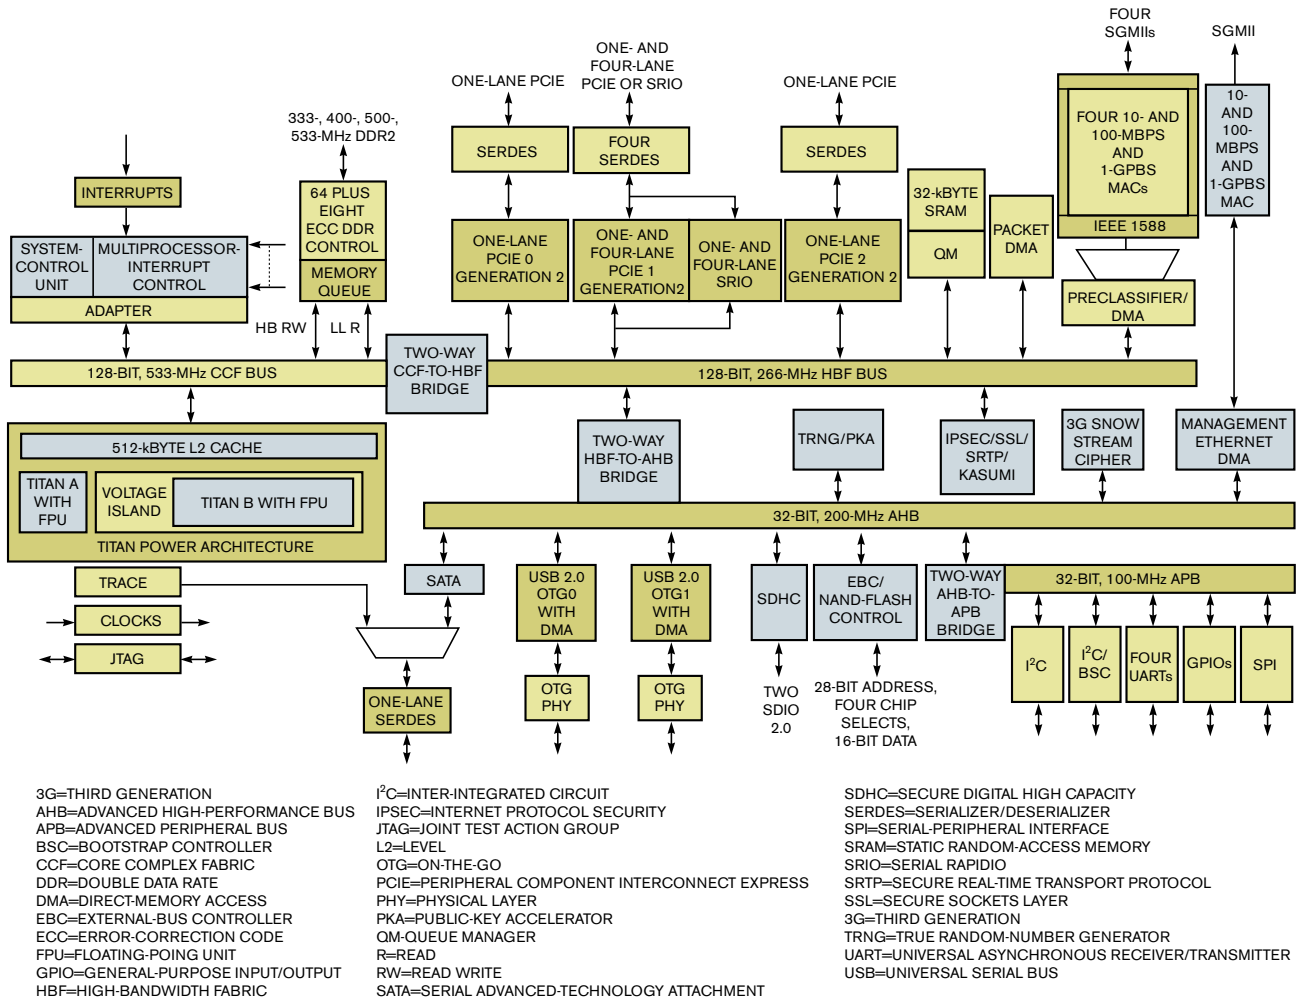 FOUR
SGMIIs
SGMII
ONE- AND
FOUR-LANE
PCIE OR SRIO
ONE-LANE PCIE
ONE-LANE PCIE
333-, 400-, 500-,
533-MHz DDR2
SERDES
FOUR
SERDES
SERDES
FOUR 10- AND
100-MBPS
AND
1-GPBS
MACs
IEEE 1588
10-
AND
100-
MBPS
AND
1-GPBS
MAC
INTERRUPTS
64 PLUS
EIGHT
ECC DDR
CONTROL
MEMORY
QUEUE
32-kBYTE
SRAM
QM
PACKET
DMA
SYSTEM-
CONTROL
UNIT
MULTIPROCESSOR-
INTERRUPT
CONTROL
ADAPTER
ONE-LANE
PCIE 0
GENERATION 2
ONE- AND
FOUR-LANE
PCIE 1
GENERATION2
ONE- AND
FOUR-LANE
SRIO
ONE-LANE
PCIE 2
GENERATION 2
PRECLASSIFIER/
DMA
HB RW
LL R
128-BIT, 533-MHz CCF BUS
TWO-WAY
CCF-TO-HBF
BRIDGE
128-BIT, 266-MHz HBF BUS
512-kBYTE L2 CACHE
TITAN A
WITH
FPU
VOLTAGE
ISLAND
TITAN B WITH FPU
TITAN POWER ARCHITECTURE
TWO-WAY
HBF-TO-AHB
BRIDGE
TRNG/PKA
IPSEC/SSL/
SRTP/
KASUMI
3G SNOW
STREAM
CIPHER
MANAGEMENT
ETHERNET
DMA
32-BIT, 200-MHz AHB
TRACE
CLOCKS
JTAG
SATA
USB 2.0
OTG0
WITH
DMA
USB 2.0
OTG1
WITH
DMA
SDHC
EBC/
NAND-FLASH
CONTROL
TWO-WAY
AHB-TO-
APB
BRIDGE
32-BIT, 100-MHz APB
I²C
I²C/
BSC
FOUR
UARTs
GPIOs
SPI
ONE-LANE
SERDES
OTG
PHY
OTG
PHY
TWO
SDIO
2.0
28-BIT ADDRESS,
FOUR CHIP
SELECTS,
16-BIT DATA
3G=THIRD GENERATION
AHB=ADVANCED HIGH-PERFORMANCE BUS
APB=ADVANCED PERIPHERAL BUS
BSC=BOOTSTRAP CONTROLLER
CCF=CORE COMPLEX FABRIC
DDR=DOUBLE DATA RATE
DMA=DIRECT-MEMORY ACCESS
EBC=EXTERNAL-BUS CONTROLLER
ECC=ERROR-CORRECTION CODE
FPU=FLOATING-POING UNIT
GPIO=GENERAL-PURPOSE INPUT/OUTPUT
HBF=HIGH-BANDWIDTH FABRIC
I²C=INTER-INTEGRATED CIRCUIT
IPSEC=INTERNET PROTOCOL SECURITY
JTAG=JOINT TEST ACTION GROUP
L2=LEVEL
OTG=ON-THE-GO
PCIE=PERIPHERAL COMPONENT INTERCONNECT EXPRESS
PHY=PHYSICAL LAYER
PKA=PUBLIC-KEY ACCELERATOR
QM-QUEUE MANAGER
R=READ
RW=READ WRITE
SATA=SERIAL ADVANCED-TECHNOLOGY ATTACHMENT
SDHC=SECURE DIGITAL HIGH CAPACITY
SERDES=SERIALIZER/DESERIALIZER
SPI=SERIAL-PERIPHERAL INTERFACE
SRAM=STATIC RANDOM-ACCESS MEMORY
SRIO=SERIAL RAPIDIO
SRTP=SECURE REAL-TIME TRANSPORT PROTOCOL
SSL=SECURE SOCKETS LAYER
3G=THIRD GENERATION
TRNG=TRUE RANDOM-NUMBER GENERATOR
UART=UNIVERSAL ASYNCHRONOUS RECEIVER/TRANSMITTER
USB=UNIVERSAL SERIAL BUS